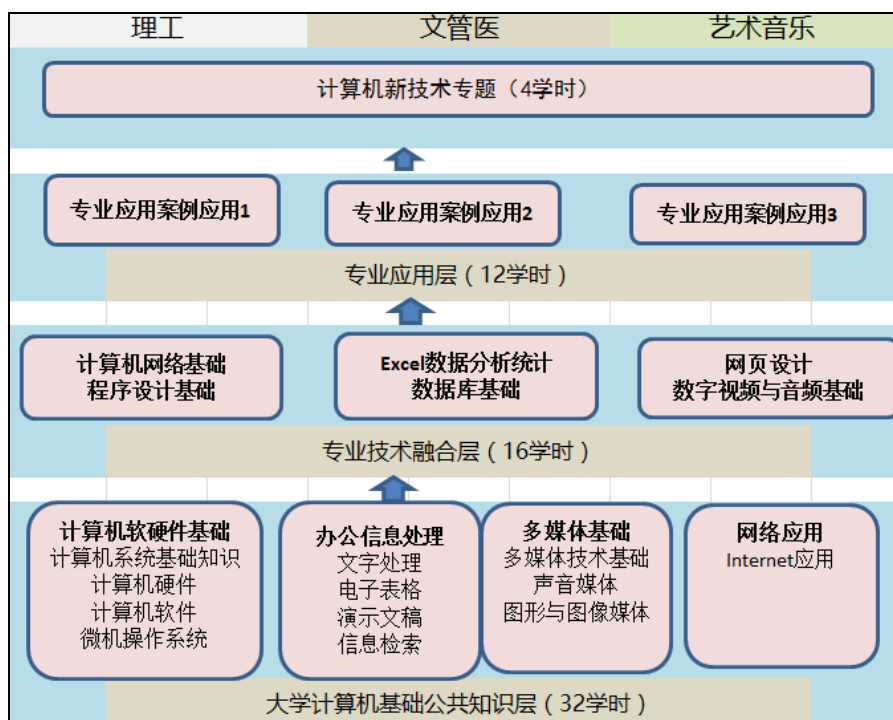 理工
文管医
艺术音乐
计算机新技术专题（4学时）
专业应用案例应用1
专业应用案例应用2
专业应用案例应用3
专业应用层（12学时）
计算机网络基础
程序设计基础
Excel数据分析统计
数据库基础
网页设计
数字视频与音频基础
专业技术融合层（16学时）
计算机软硬件基础
计算机系统基础知识
计算机硬件
计算机软件
微机操作系统
办公信息处理
文字处理
电子表格
演示文稿
信息检索
多媒体基础
多媒体技术基础
声音媒体
图形与图像媒体
网络应用
Internet应用
大学计算机基础公共知识层（32学时）